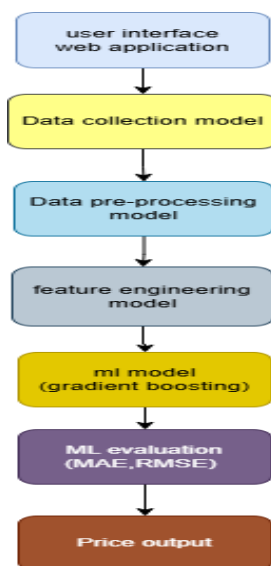 user interface
web application
Data collection model
Data pre-processing
model
feature engineering
model
ml model
(gradient boosting)
ML evaluation
(MAE,RMSE)
Price output